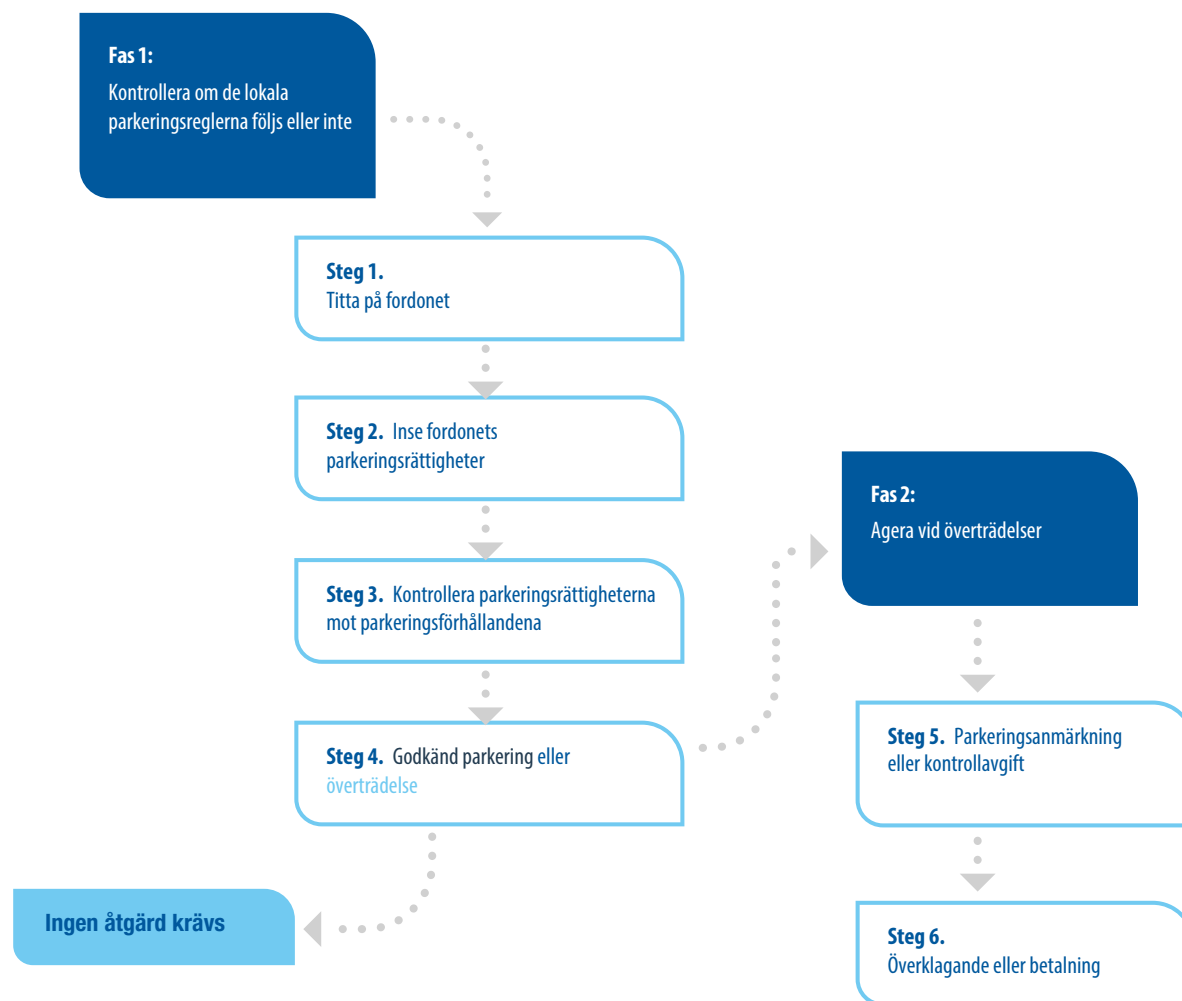 Fas 1:
Kontrollera om de lokala
parkeringsreglerna följs eller inte
Steg 1.
Titta på fordonet
Steg 2. Inse fordonets
parkeringsrättigheter
Steg 3. Kontrollera parkeringsrättigheterna
mot parkeringsförhållandena
Steg 4. Godkänd parkering eller
överträdelse
Ingen åtgärd krävs
Fas 2:
Agera vid överträdelser
Steg 5. Parkeringsanmärkning
eller kontrollavgift
Steg 6.
Överklagande eller betalning